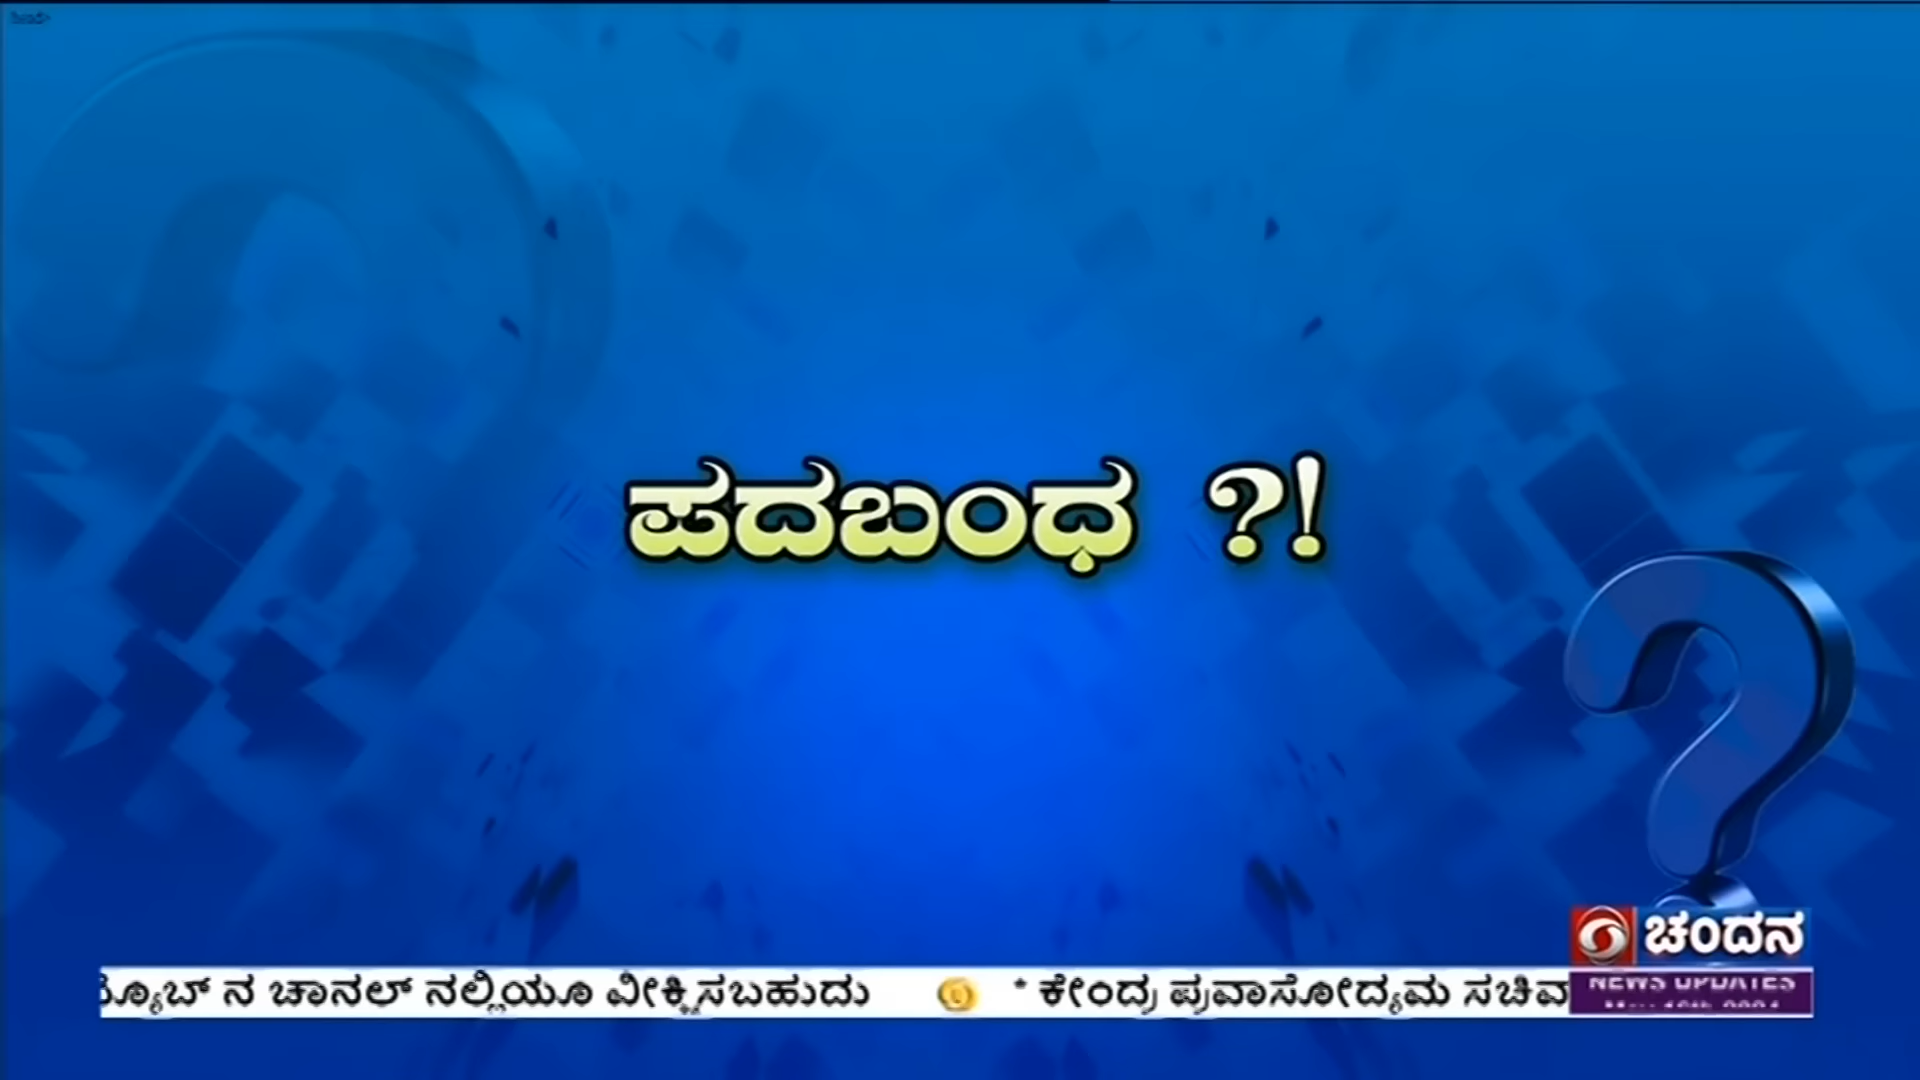 ಪದಬಂಧ ?!
ಚಂದನ
ನ ಚಾನಲ್ ನಲ್ಲಿಯೂ ವೀಕ್ಷಿಸಬಹುದು * ಕೇಂದ್ರ ಪ್ರವಾಸೋದ್ಯಮ ಸಚಿವ
NEWS UPDATES